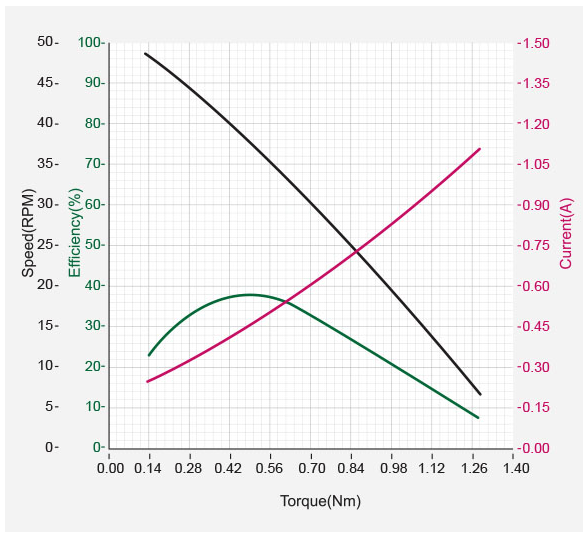 50- 100- -1.50
45- 90- -1.35
40- 80- -1.20
35- 70- -1.05
30- 60- -0.90
25- 50- -0.75
20- 40- -0.60
15- 30- -0.45
10- 20- -0.30
5- 10- -0.15
0- 0- -0.00
Speed(RPM)
Efficiency(%)
Current(A)
0.00 0.14 0.28 0.42 0.56 0.70 0.84 0.98 1.12 1.26 1.40
Torque(Nm)